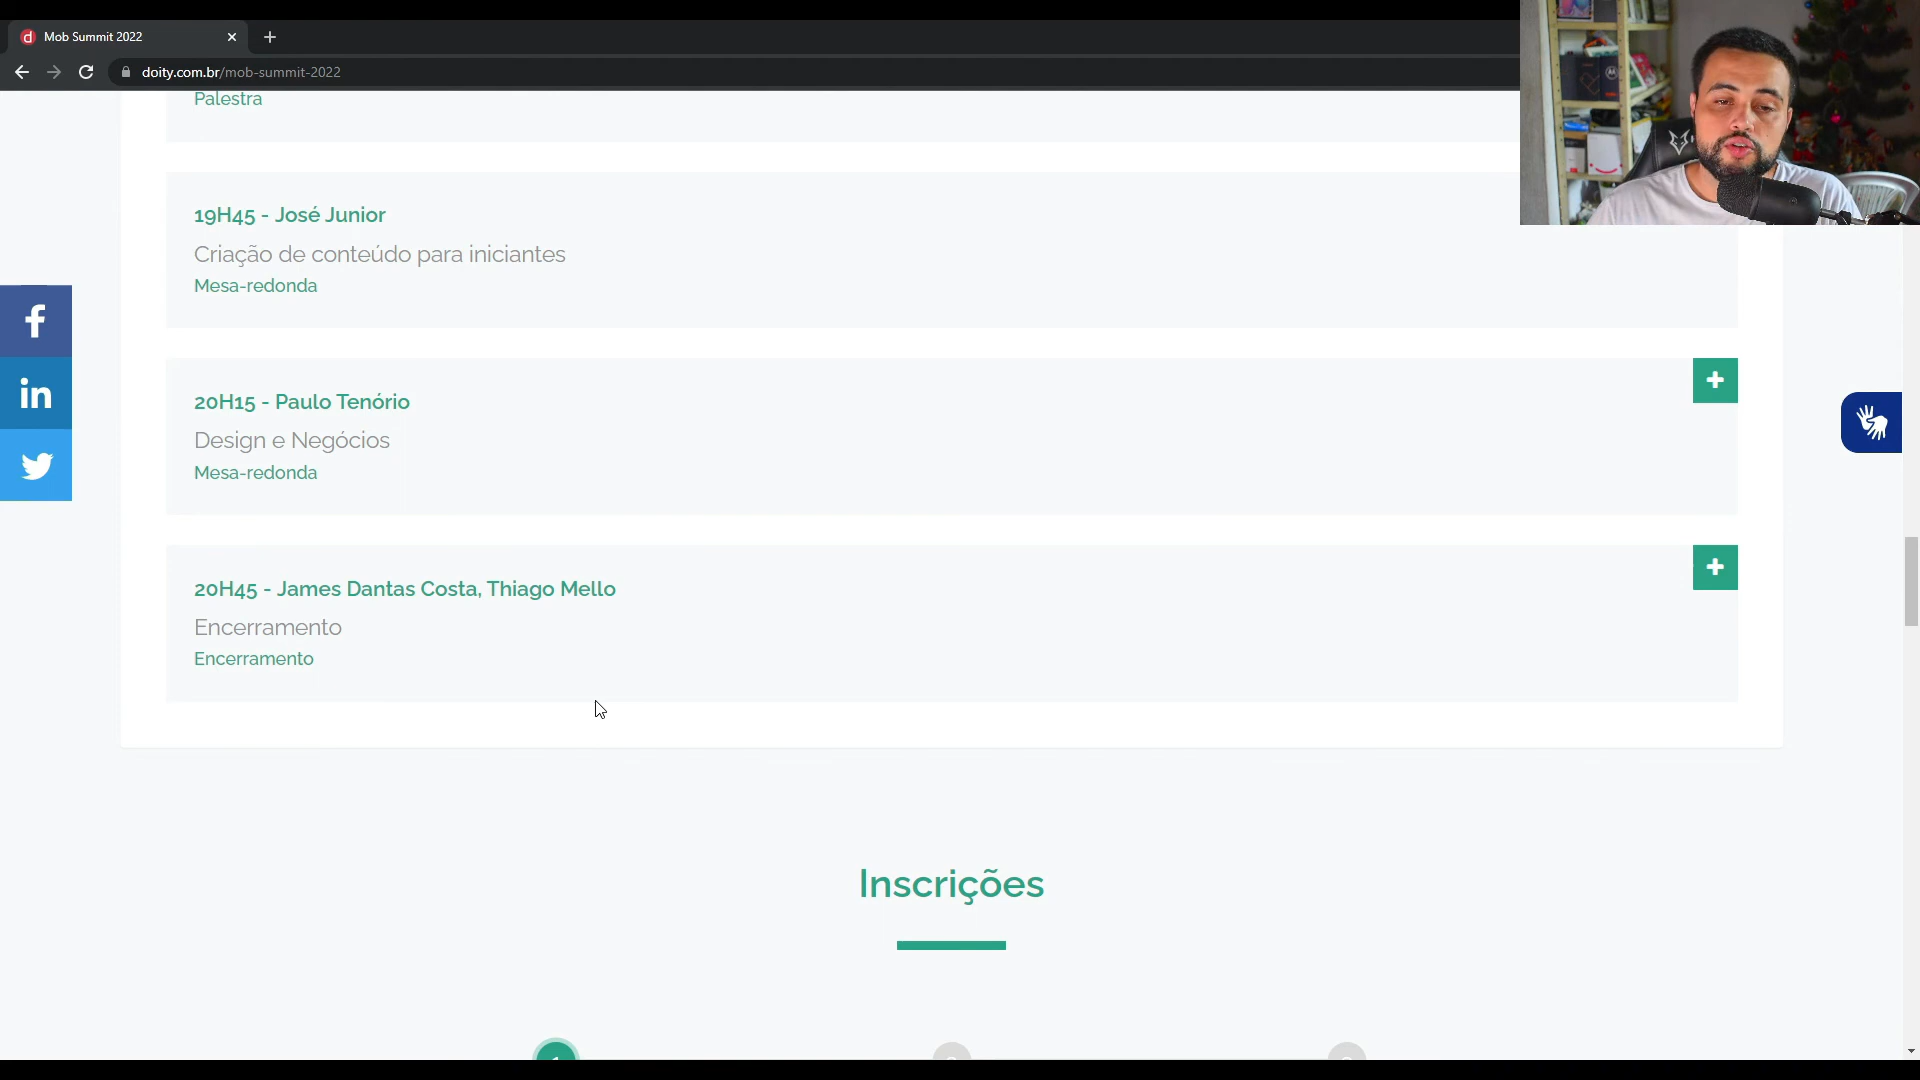 Mob Summit 2022
doity.com.br/mob-summit-2022
Palestra
19H45 - José Junior
Criação de conteúdo para iniciantes
Mesa-redonda
20H15 - Paulo Tenório
Design e Negócios
Mesa-redonda
20H45 - James Dantas Costa, Thiago Mello
Encerramento
Encerramento
Inscrições